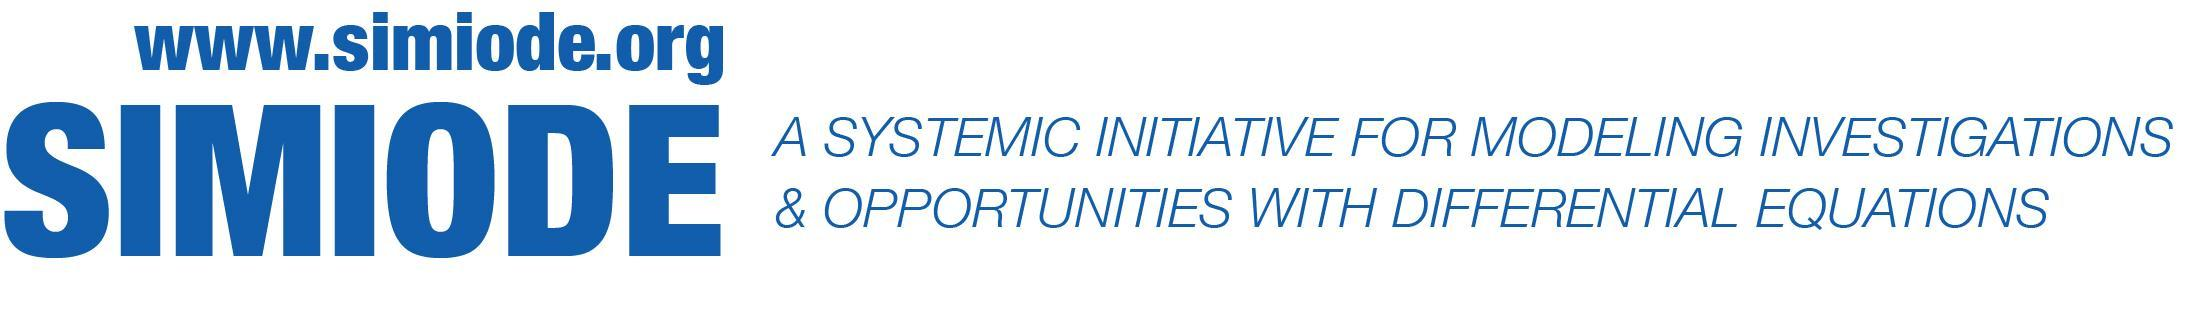 www.simiode.org
SIMIODE
A SYSTEMIC INITIATIVE FOR MODELING INVESTIGATIONS
& OPPORTUNITIES WITH DIFFERENTIAL EQUATIONS